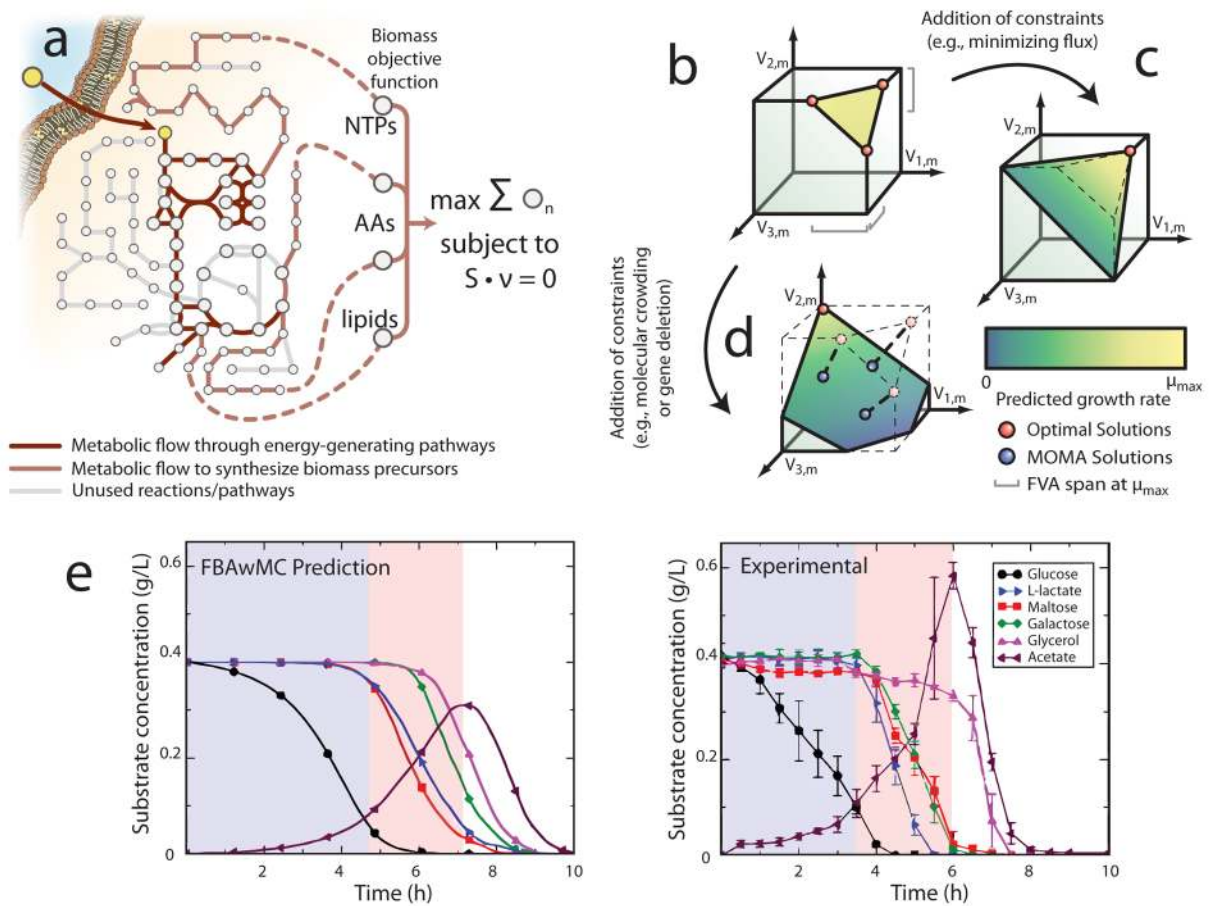 a
Biomass
objective
function
NTPs
AAs
lipids
max Σ n
subject to
S • ν = 0
Metabolic flow through energy-generating pathways
Metabolic flow to synthesize biomass precursors
Unused reactions/pathways
b
V2,m
V1,m
V3,m
Addition of constraints
(e.g., minimizing flux)
c
V2,m
V1,m
V3,m
Addition of constraints
(e.g., molecular crowding
or gene deletion)
d
V2,m
V1,m
V3,m
0
μmax
Predicted growth rate
Optimal Solutions
MOMA Solutions
FVA span at μmax
e
FBAwMC Prediction
Substrate concentration (g/L)
0.6
0.4
0.2
0
2
4
6
8
10
Time (h)
Experimental
Substrate concentration (g/L)
0.6
0.4
0.2
0
2
4
6
8
10
Time (h)
Glucose
L-lactate
Maltose
Galactose
Glycerol
Acetate